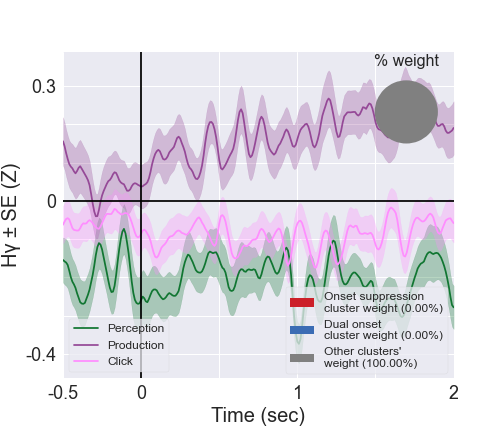 % weight
0.3
0
-0.4
Hγ ± SE (Z)
Perception
Production
Click
Onset suppression
cluster weight (0.00%)
Dual onset
cluster weight (0.00%)
Other clusters'
weight (100.00%)
-0.5
0
1
2
Time (sec)